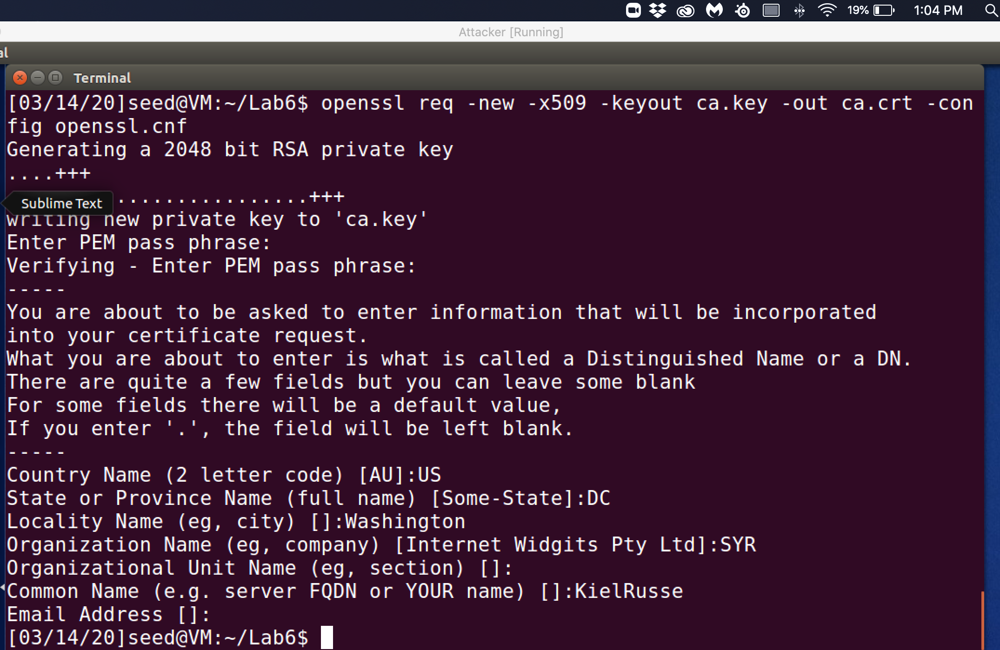 19% 1:04 PM
Attacker [Running]
al
Terminal
[03/14/20]seed@VM:~/Lab6$ openssl req -new -x509 -keyout ca.key -out ca.crt -con
fig openssl.cnf
Generating a 2048 bit RSA private key
....+++
Sublime Text
................+++
writing new private key to 'ca.key'
Enter PEM pass phrase:
Verifying - Enter PEM pass phrase:
-----
You are about to be asked to enter information that will be incorporated
into your certificate request.
What you are about to enter is what is called a Distinguished Name or a DN.
There are quite a few fields but you can leave some blank
For some fields there will be a default value,
If you enter '.', the field will be left blank.
-----
Country Name (2 letter code) [AU]:US
State or Province Name (full name) [Some-State]:DC
Locality Name (eg, city) []:Washington
Organization Name (eg, company) [Internet Widgits Pty Ltd]:SYR
Organizational Unit Name (eg, section) []:
Common Name (e.g. server FQDN or YOUR name) []:KielRusse
Email Address []:
[03/14/20]seed@VM:~/Lab6$